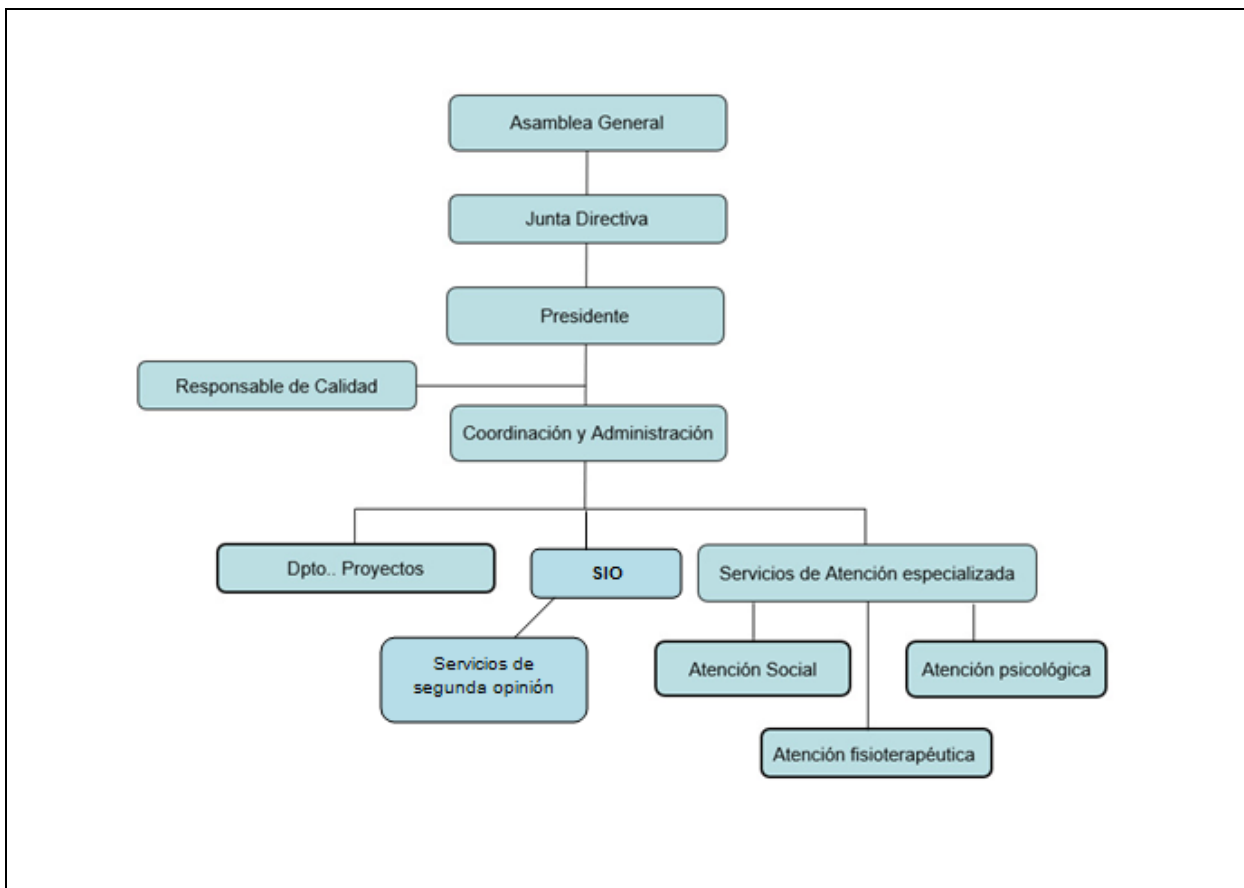 Asamblea General
Junta Directiva
Presidente
Responsable de Calidad
Coordinación y Administración
Dpto.. Proyectos
SIO
Servicios de Atención especializada
Servicios de
segunda opinión
Atención Social
Atención psicológica
Atención fisioterapéutica